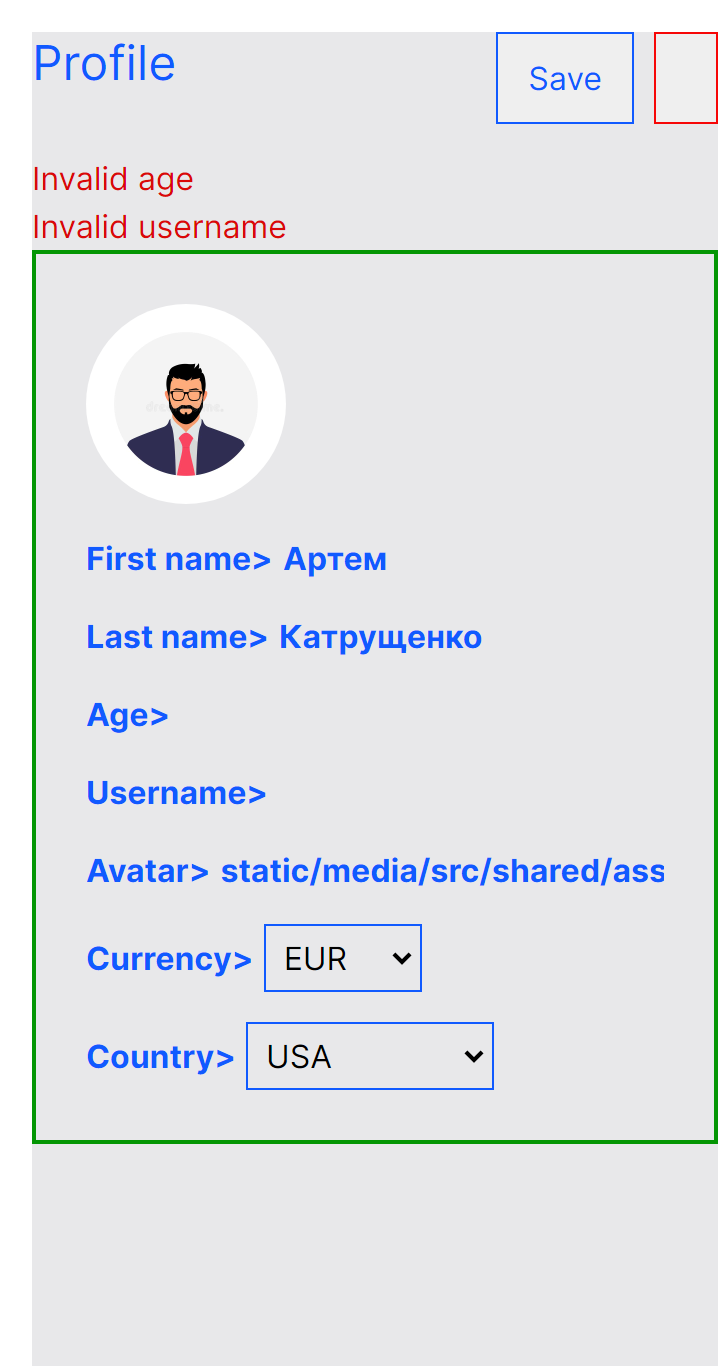 Profile
Save
Invalid age
Invalid username
First name> Артем
Last name> Катрущенко
Age>
Username>
Avatar> static/media/src/shared/ass
Currency> EUR
Country> USA